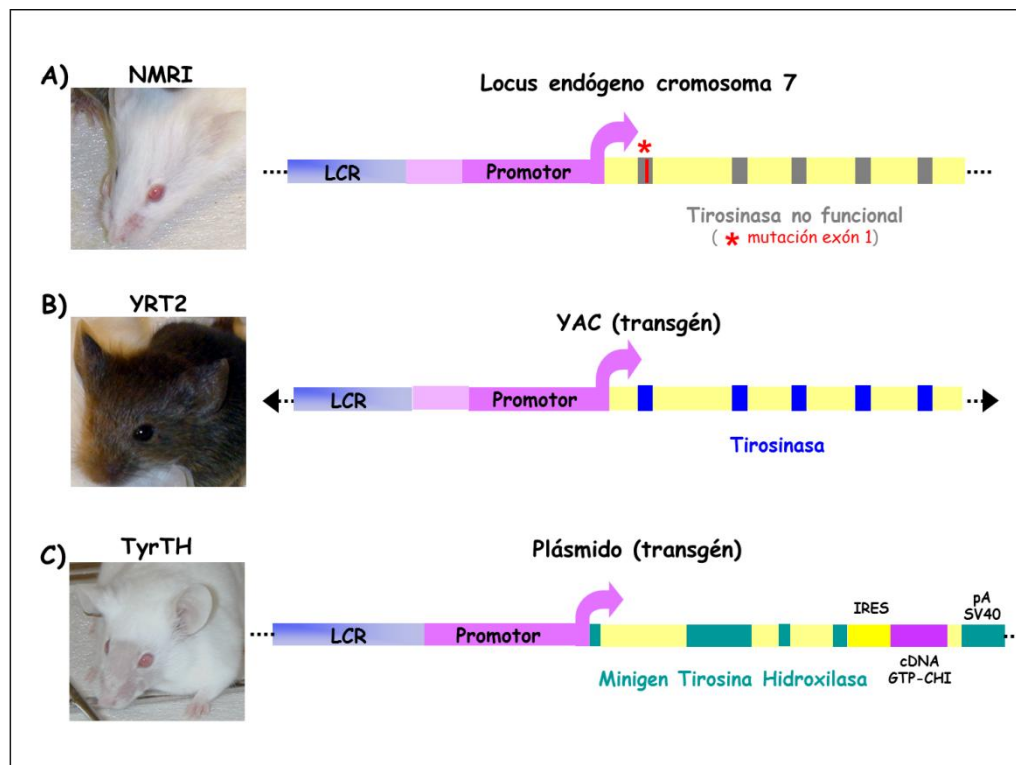 A)
NMRI
Locus endógeno cromosoma 7
*
LCR
Promotor
Tirosinasa no funcional
( * mutación exón 1)
B)
YRT2
YAC (transgén)
LCR
Promotor
Tirosinasa
C)
TyrTH
Plásmido (transgén)
LCR
Promotor
IRES
pA
SV40
Minigen Tirosina Hidroxilasa
cDNA
GTP-CHI